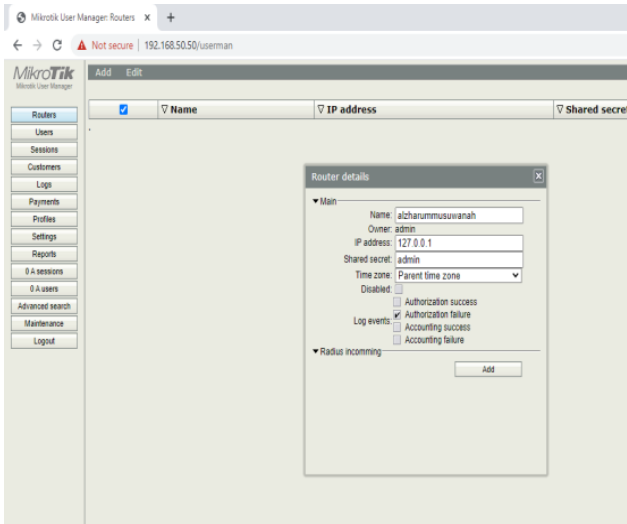 Mikrotik User Manager: Routers x +
Not secure | 192.168.50.50/userman
MikroTik
Mikrotik User Manager
Add Edit
Name IP address Shared secre
Routers
Users
Sessions
Customers
Logs
Payments
Profiles
Settings
Reports
0 A sessions
0 A users
Advanced search
Maintenance
Logout
Router details x
Main
Name: alzharummusuwanah
Owner: admin
IP address: 127.0.0.1
Shared secret: admin
Time zone: Parent time zone
Disabled:
Log events:
Authorization success
Authorization failure
Accounting success
Accounting failure
Radius incomming
Add